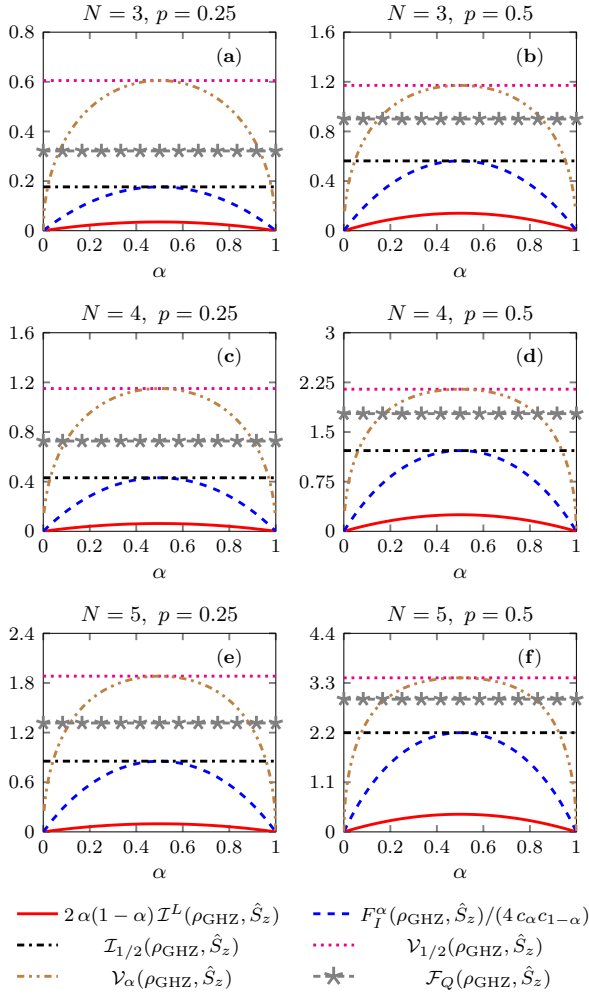 N = 3, p = 0.25
N = 3, p = 0.5
0.8
0.6
0.4
0.2
0
(a)
0 0.2 0.4 0.6 0.8 1
α
1.6
1.2
0.8
0.4
0
(b)
0 0.2 0.4 0.6 0.8 1
α
N = 4, p = 0.25
N = 4, p = 0.5
1.6
1.2
0.8
0.4
0
(c)
0 0.2 0.4 0.6 0.8 1
α
3
2.25
1.5
0.75
0
(d)
0 0.2 0.4 0.6 0.8 1
α
N = 5, p = 0.25
N = 5, p = 0.5
2.4
1.8
1.2
0.6
0
(e)
0 0.2 0.4 0.6 0.8 1
α
4.4
3.3
2.2
1.1
0
(f)
0 0.2 0.4 0.6 0.8 1
α
2 α(1 − α) ℐ^L(ρ_GHZ, Ŝ_z)
F_I^α(ρ_GHZ, Ŝ_z)/(4 c_α c_{1−α})
ℐ_{1/2}(ρ_GHZ, Ŝ_z)
𝒱_{1/2}(ρ_GHZ, Ŝ_z)
𝒱_α(ρ_GHZ, Ŝ_z)
ℱ_Q(ρ_GHZ, Ŝ_z)